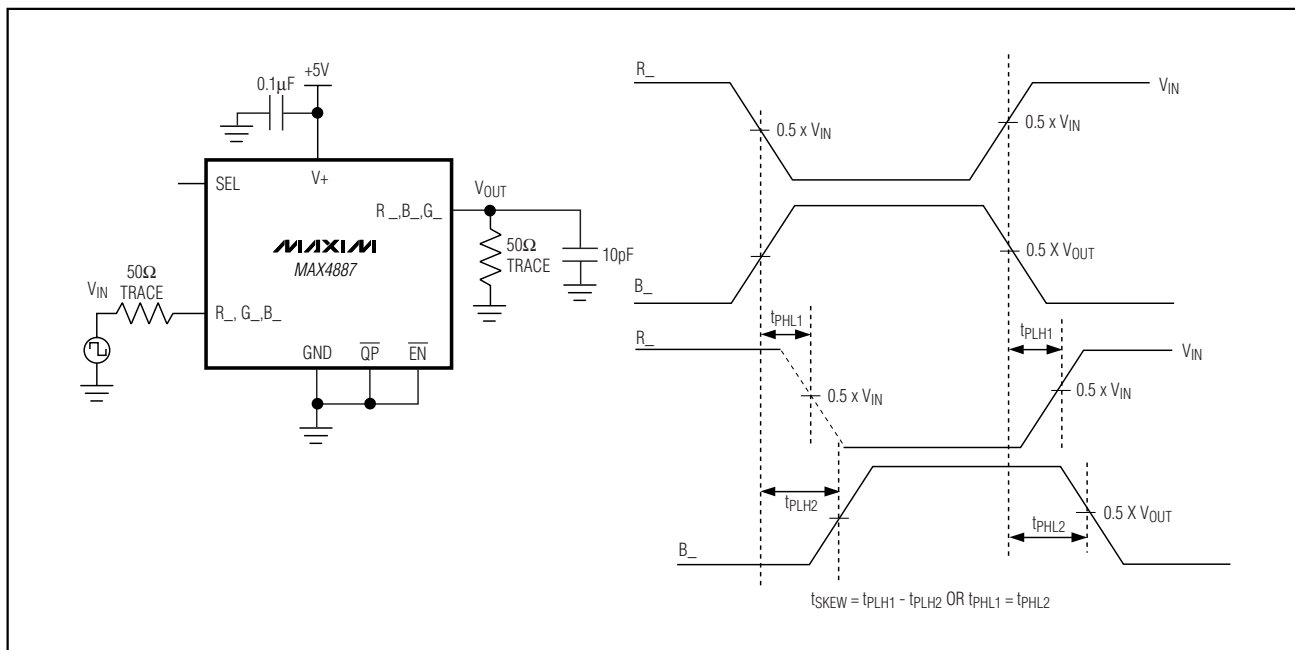 +5V
0.1µF
V+
SEL
VOUT
R _,B_,G_
MAXIM
MAX4887
50Ω
TRACE
10pF
50Ω
TRACE
VIN
R_, G_,B_
GND
QP
EN
R_
VIN
0.5 x VIN
0.5 x VIN
0.5 X VOUT
B_
tPHL1
tPLH1
R_
VIN
0.5 x VIN
0.5 x VIN
tPLH2
0.5 X VOUT
tPHL2
B_
tSKEW = tPLH1 - tPLH2 OR tPHL1 = tPHL2